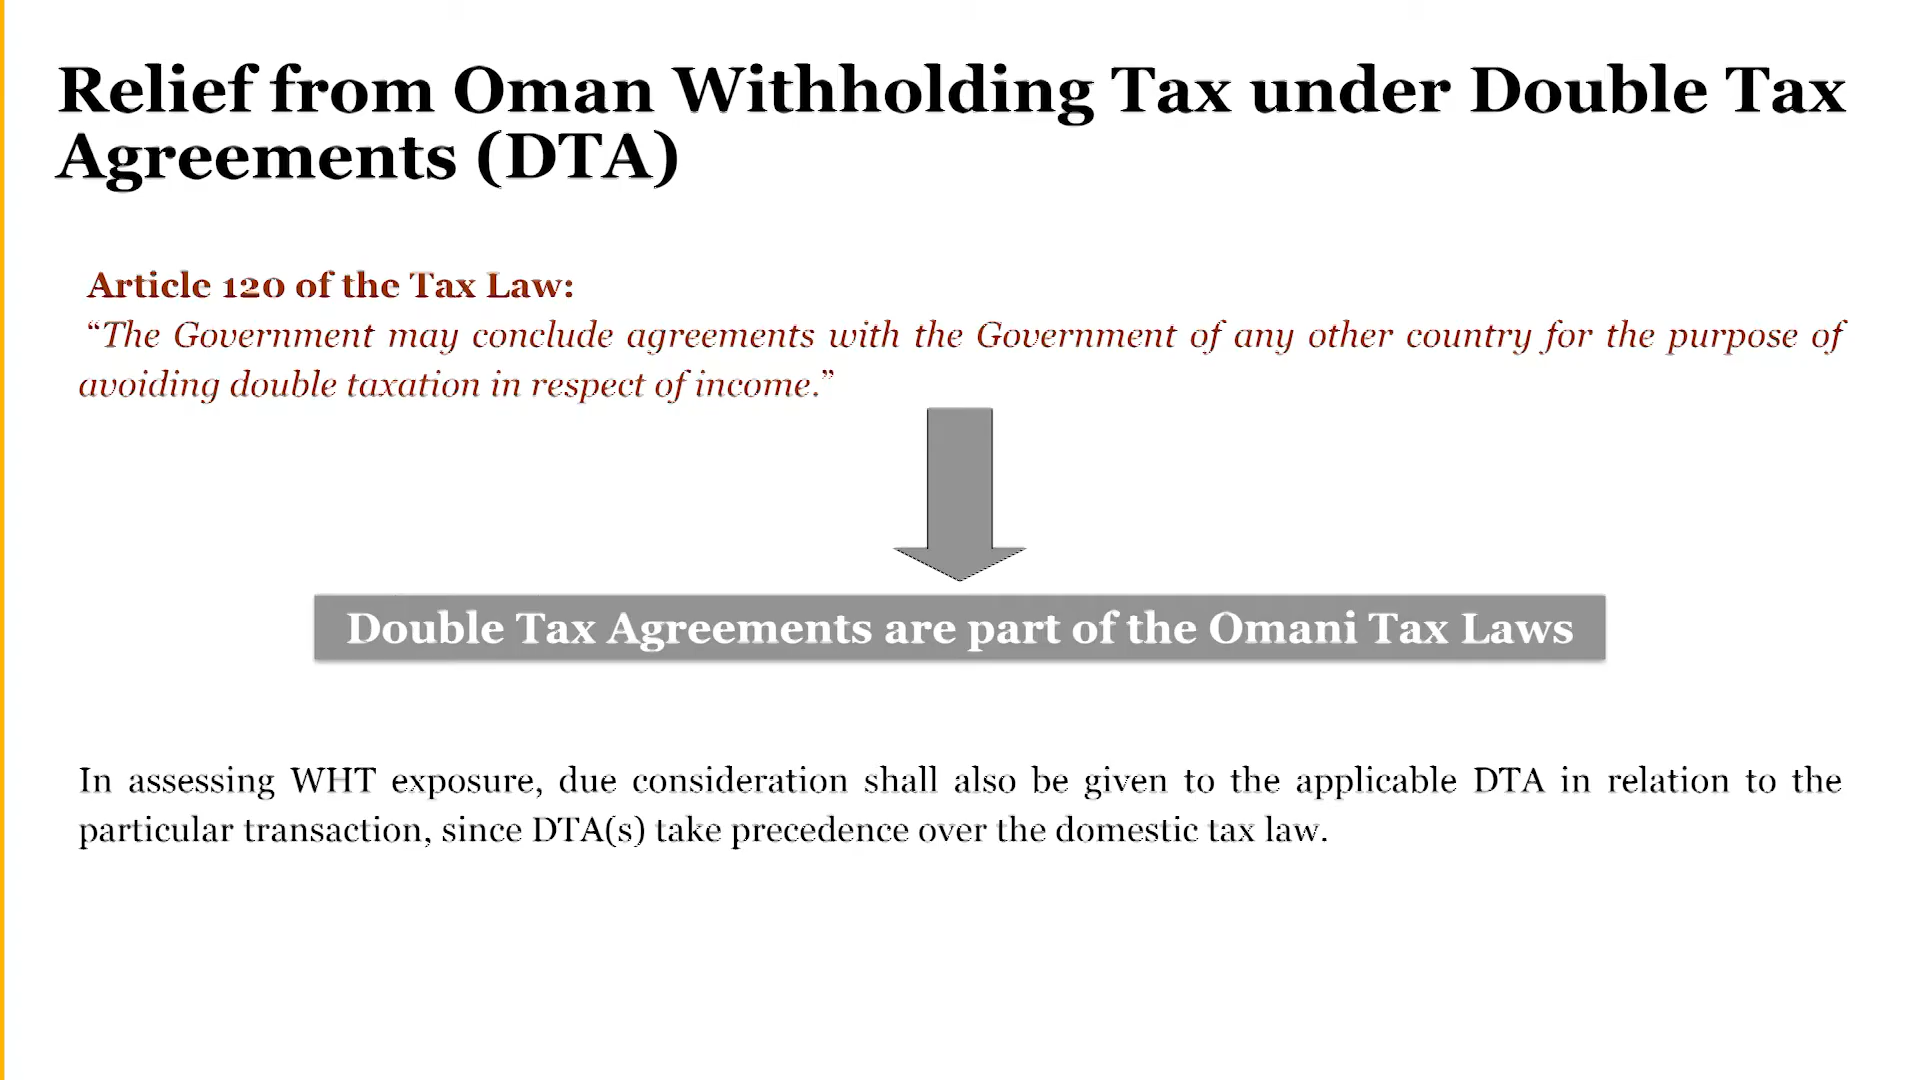 Relief from Oman Withholding Tax under Double Tax
Agreements (DTA)
Article 120 of the Tax Law:
“The Government may conclude agreements with the Government of any other country for the purpose of
avoiding double taxation in respect of income.”
Double Tax Agreements are part of the Omani Tax Laws
In assessing WHT exposure, due consideration shall also be given to the applicable DTA in relation to the
particular transaction, since DTA(s) take precedence over the domestic tax law.